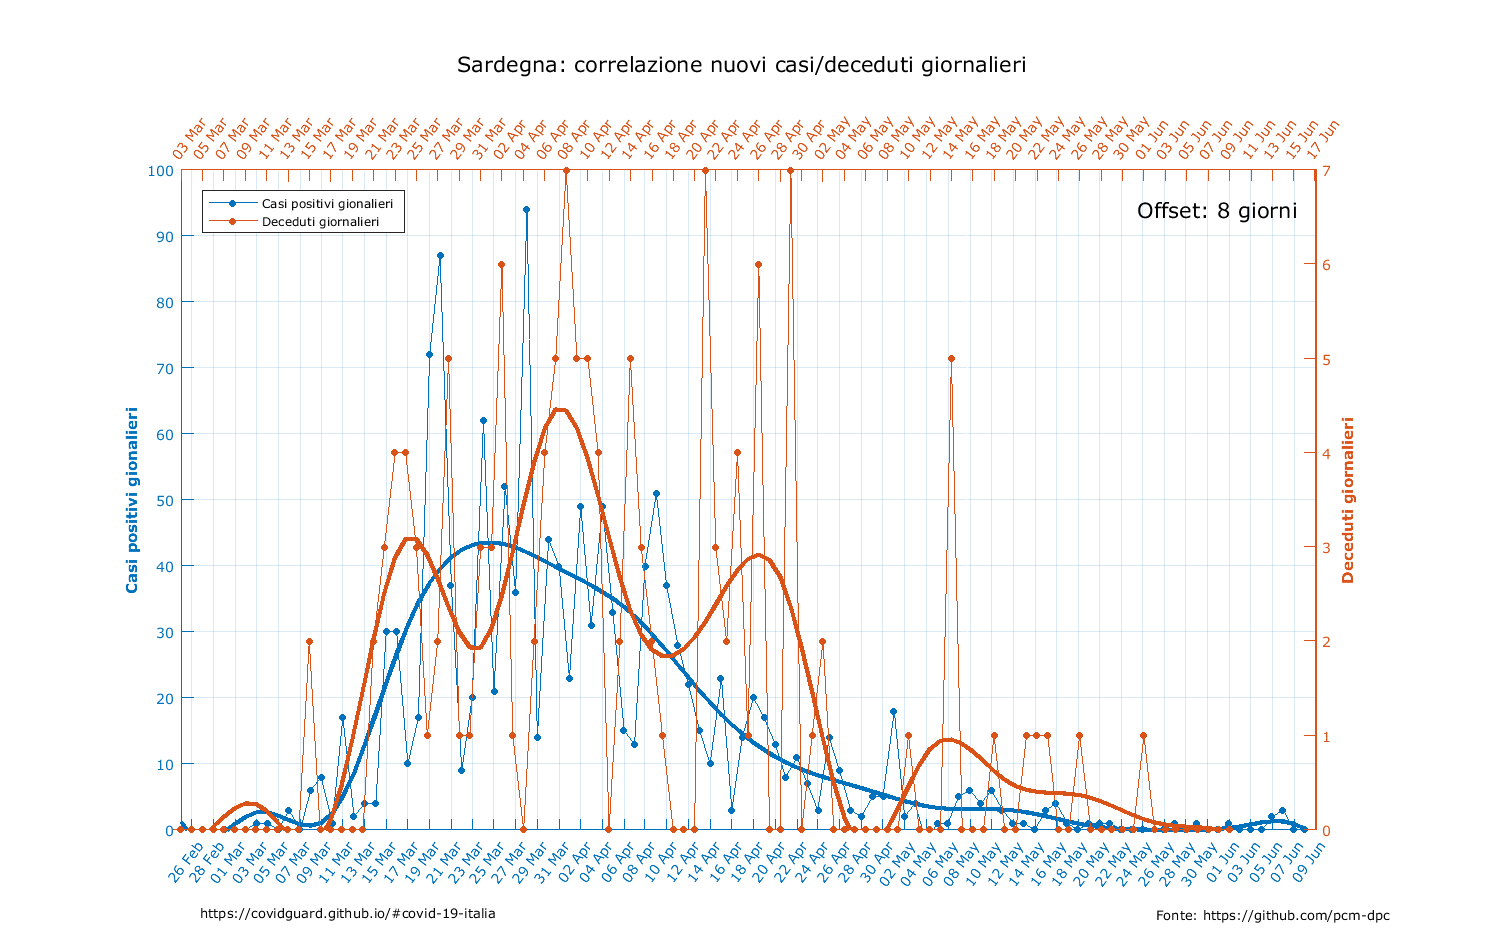 Sardegna: correlazione nuovi casi/deceduti giornalieri
03 Mar
05 Mar
07 Mar
09 Mar
11 Mar
13 Mar
15 Mar
17 Mar
19 Mar
21 Mar
23 Mar
25 Mar
27 Mar
29 Mar
31 Mar
02 Apr
04 Apr
06 Apr
08 Apr
10 Apr
12 Apr
14 Apr
16 Apr
18 Apr
20 Apr
22 Apr
24 Apr
26 Apr
28 Apr
30 Apr
02 May
04 May
06 May
08 May
10 May
12 May
14 May
16 May
18 May
20 May
22 May
24 May
26 May
28 May
30 May
01 Jun
03 Jun
05 Jun
07 Jun
09 Jun
11 Jun
13 Jun
15 Jun
17 Jun
Casi positivi gionalieri
Deceduti giornalieri
Offset: 8 giorni
100
90
80
70
60
50
40
30
20
10
0
Casi positivi gionalieri
7
6
5
4
3
2
1
0
Deceduti giornalieri
26 Feb
28 Feb
01 Mar
03 Mar
05 Mar
07 Mar
09 Mar
11 Mar
13 Mar
15 Mar
17 Mar
19 Mar
21 Mar
23 Mar
25 Mar
27 Mar
29 Mar
31 Mar
02 Apr
04 Apr
06 Apr
08 Apr
10 Apr
12 Apr
14 Apr
16 Apr
18 Apr
20 Apr
22 Apr
24 Apr
26 Apr
28 Apr
30 Apr
02 May
04 May
06 May
08 May
10 May
12 May
14 May
16 May
18 May
20 May
22 May
24 May
26 May
28 May
30 May
01 Jun
03 Jun
05 Jun
07 Jun
09 Jun
https://covidguard.github.io/#covid-19-italia
Fonte: https://github.com/pcm-dpc